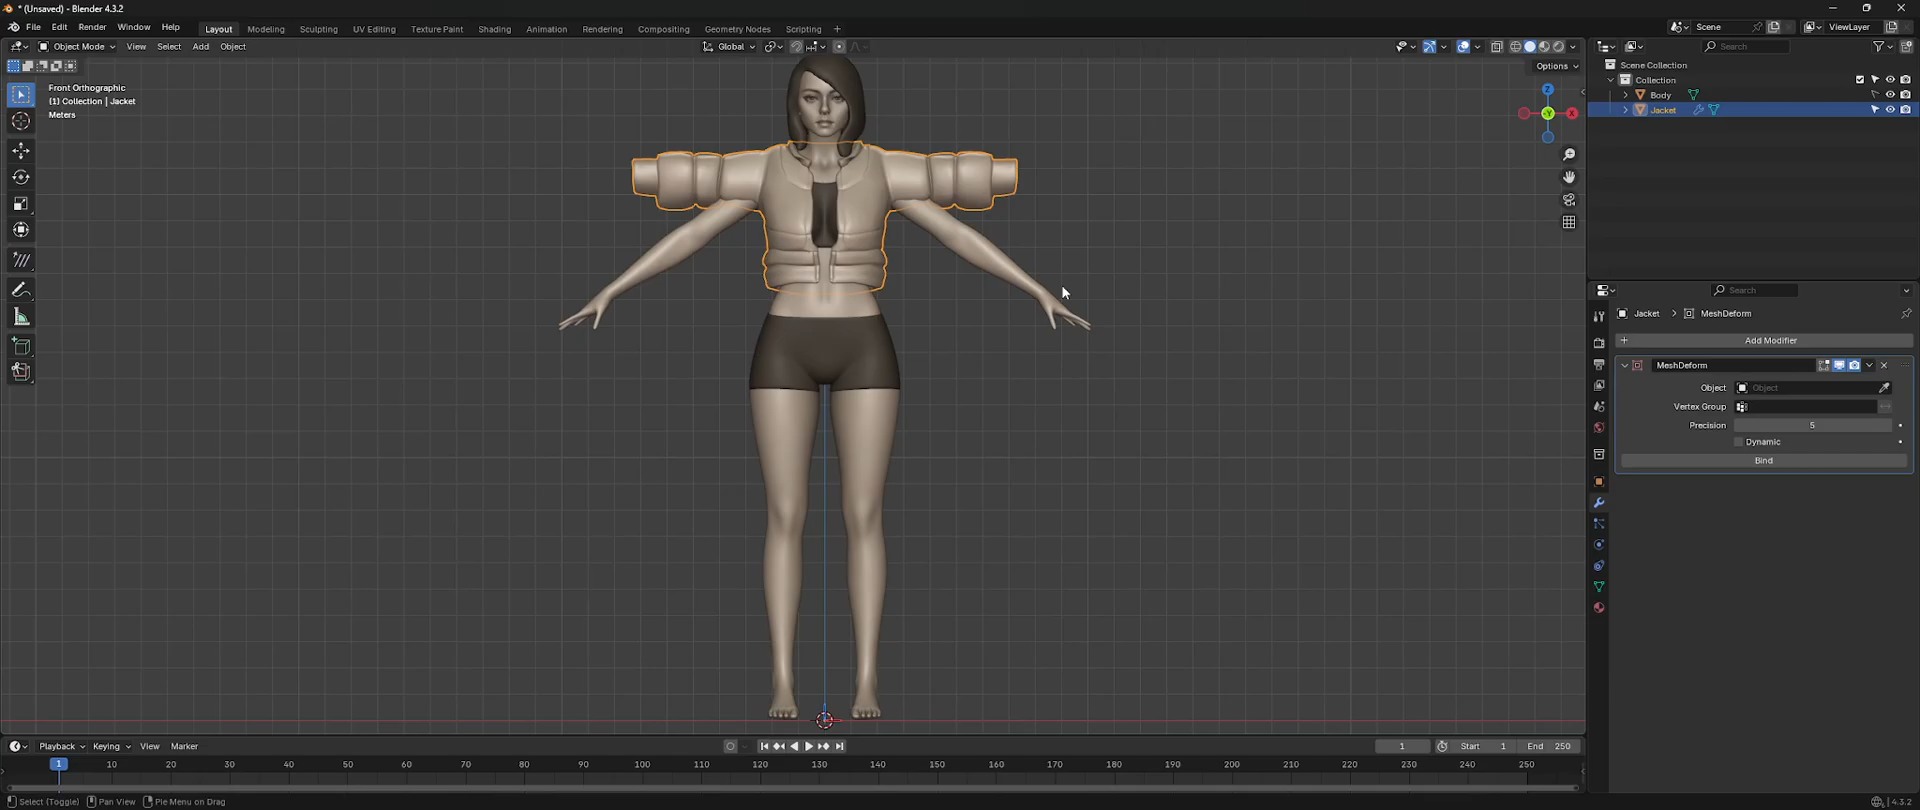 * (Unsaved) - Blender 4.3.2
File Edit Render Window Help Layout Modeling Sculpting UV Editing Texture Paint Shading Animation Rendering Compositing Geometry Nodes Scripting + Scene ViewLayer
Object Mode View Select Add Object Global Search
Options
Front Orthographic
(1) Collection | Jacket
Meters
Z
X
-Y
Scene Collection
Collection
Body
Jacket
Search
Jacket > MeshDeform
+ Add Modifier
MeshDeform
Object Object
Vertex Group
Precision 5
Dynamic
Bind
Playback Keying View Marker 1 Start 1 End 250
1 10 20 30 40 50 60 70 80 90 100 110 120 130 140 150 160 170 180 190 200 210 220 230 240 250
Select (Toggle) Pan View Pie Menu on Drag 4.3.2